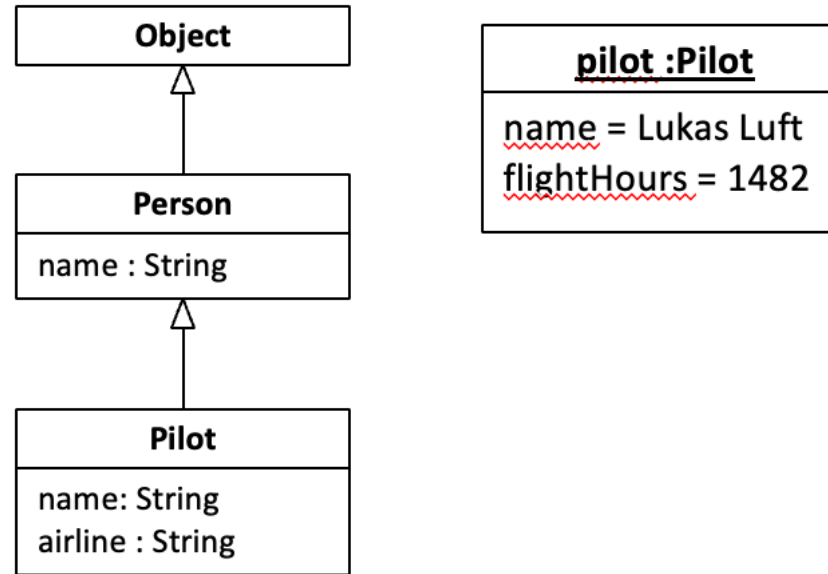 Object
Person
name : String
Pilot
name: String
airline : String
pilot :Pilot
name = Lukas Luft
flightHours = 1482